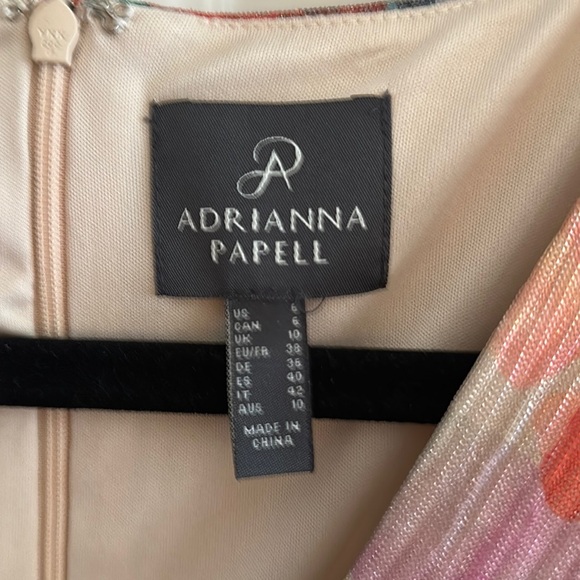 ADRIANNA
PAPELL
US 6
CAN 6
UK 10
EU/FR 38
DE 36
ES 40
IT 42
AUS 10
MADE IN
CHINA